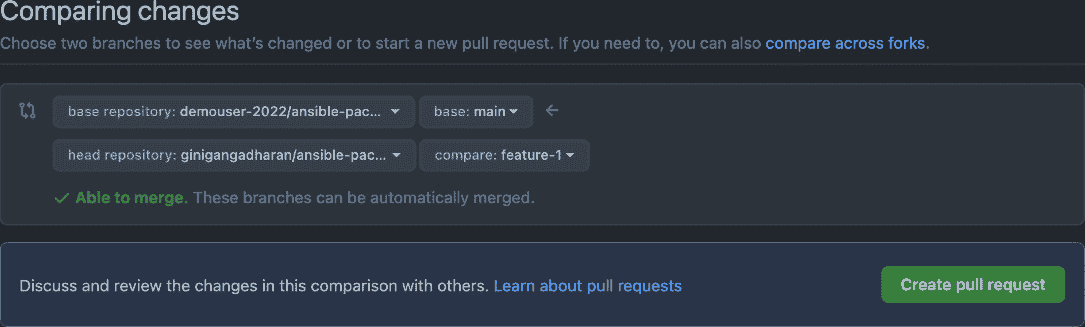 Comparing changes
Choose two branches to see what's changed or to start a new pull request. If you need to, you can also compare across forks.
base repository: demouser-2022/ansible-pac... base: main
head repository: ginigangadharan/ansible-pac... compare: feature-1
Able to merge. These branches can be automatically merged.
Discuss and review the changes in this comparison with others. Learn about pull requests Create pull request